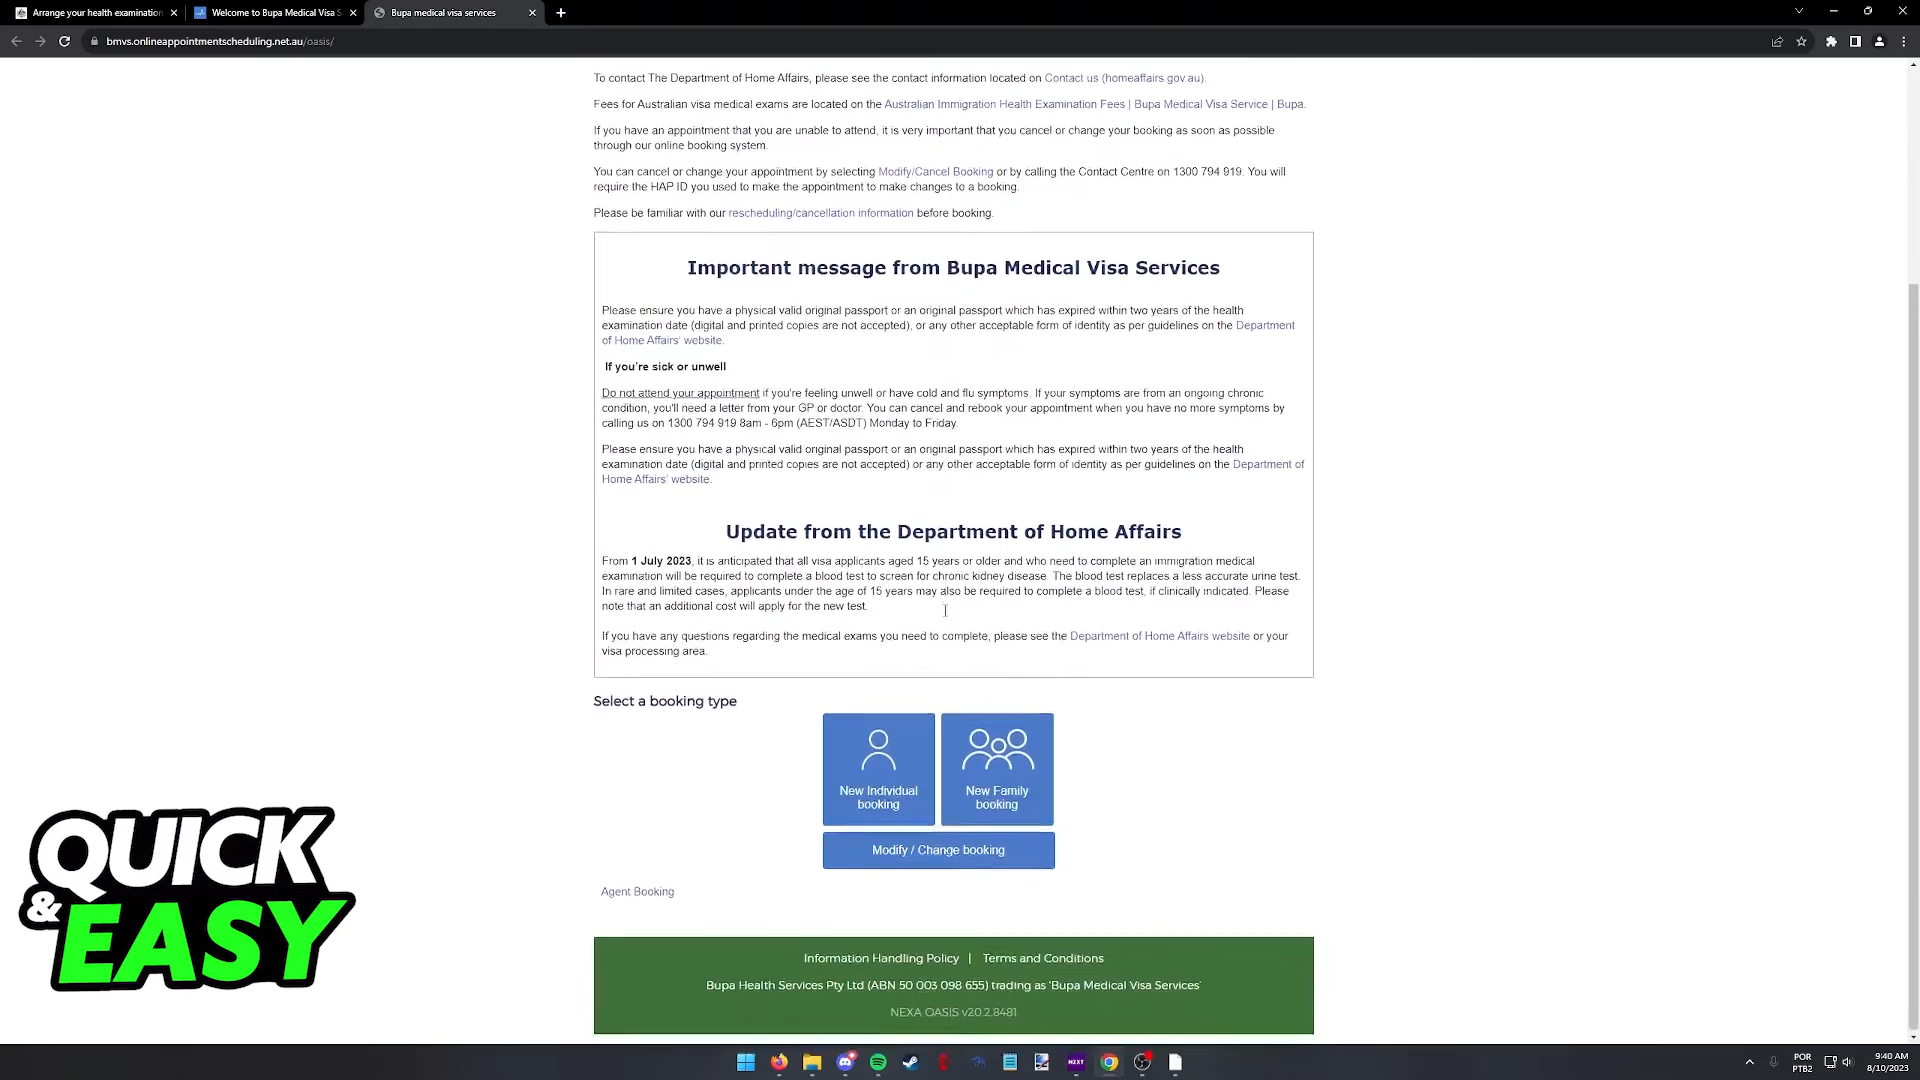 Arrange your health examination
Welcome to Bupa Medical Visa S
Bupa medical visa services
bmvs.onlineappointmentscheduling.net.au/oasis/
To contact The Department of Home Affairs, please see the contact information located on Contact us (homeaffairs.gov.au).
Fees for Australian visa medical exams are located on the Australian Immigration Health Examination Fees | Bupa Medical Visa Service | Bupa.
If you have an appointment that you are unable to attend, it is very important that you cancel or change your booking as soon as possible
through our online booking system.
You can cancel or change your appointment by selecting Modify/Cancel Booking or by calling the Contact Centre on 1300 794 919. You will
require the HAP ID you used to make the appointment to make changes to a booking.
Please be familiar with our rescheduling/cancellation information before booking.
Important message from Bupa Medical Visa Services
Please ensure you have a physical valid original passport or an original passport which has expired within two years of the health
examination date (digital and printed copies are not accepted), or any other acceptable form of identity as per guidelines on the Department
of Home Affairs' website.
If you're sick or unwell
Do not attend your appointment if you're feeling unwell or have cold and flu symptoms. If your symptoms are from an ongoing chronic
condition, you'll need a letter from your GP or doctor. You can cancel and rebook your appointment when you have no more symptoms by
calling us on 1300 794 919 8am - 6pm (AEST/ASDT) Monday to Friday.
Please ensure you have a physical valid original passport or an original passport which has expired within two years of the health
examination date (digital and printed copies are not accepted) or any other acceptable form of identity as per guidelines on the Department of
Home Affairs' website.
Update from the Department of Home Affairs
From 1 July 2023, it is anticipated that all visa applicants aged 15 years or older and who need to complete an immigration medical
examination will be required to complete a blood test to screen for chronic kidney disease. The blood test replaces a less accurate urine test.
In rare and limited cases, applicants under the age of 15 years may also be required to complete a blood test, if clinically indicated. Please
note that an additional cost will apply for the new test.
If you have any questions regarding the medical exams you need to complete, please see the Department of Home Affairs website or your
visa processing area.
Select a booking type
New Individual
booking
New Family
booking
Modify / Change booking
Agent Booking
QUICK
& EASY
Information Handling Policy | Terms and Conditions
Bupa Health Services Pty Ltd (ABN 50 003 098 655) trading as 'Bupa Medical Visa Services'
NEXA OASIS v20.2.8481
NZXT
POR
PTB2
9:40 AM
8/10/2023